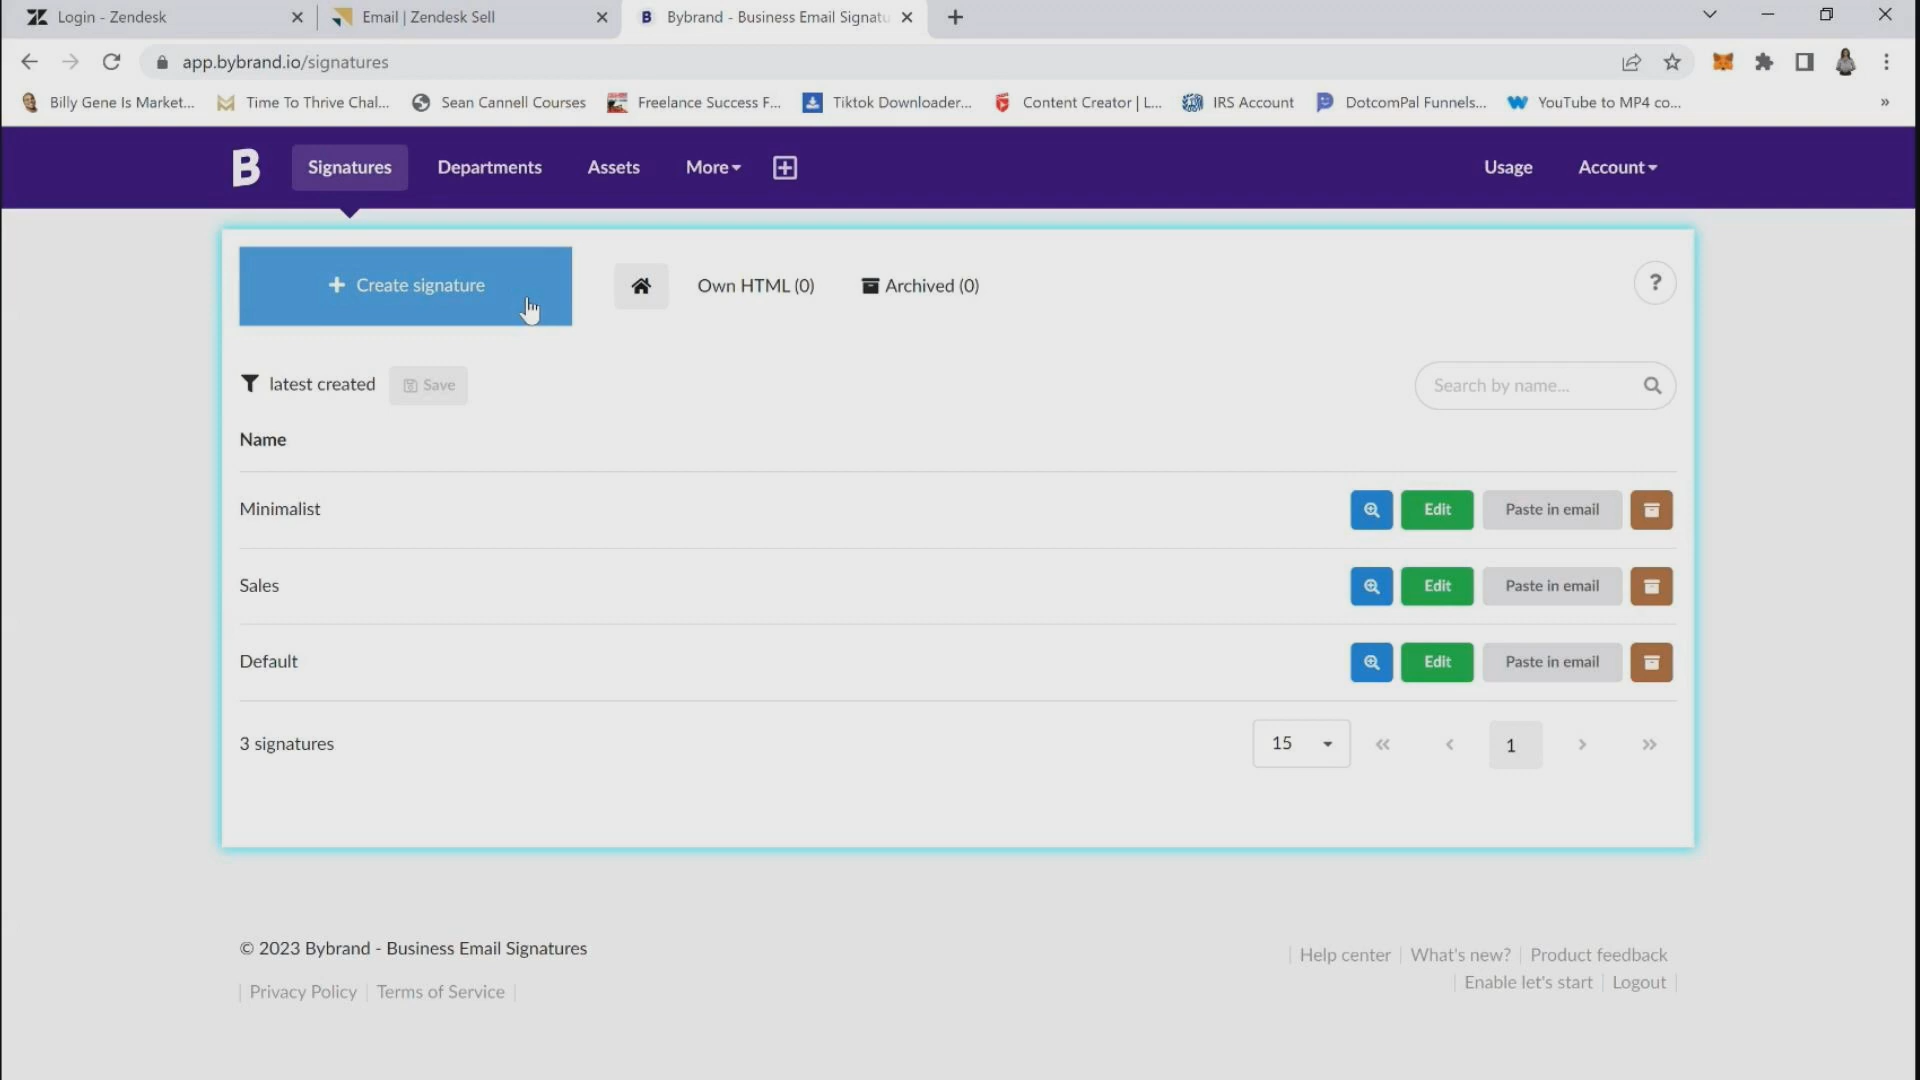 Login - Zendesk
Email | Zendesk Sell
B Bybrand - Business Email Signatu
app.bybrand.io/signatures
Billy Gene Is Market... Time To Thrive Chal... Sean Cannell Courses Freelance Success F... Tiktok Downloader... Content Creator | L... IRS Account DotcomPal Funnels... YouTube to MP4 co... »
B Signatures Departments Assets More Usage Account
+ Create signature Own HTML (0) Archived (0) ?
latest created Save Search by name...
Name
Minimalist Edit Paste in email
Sales Edit Paste in email
Default Edit Paste in email
3 signatures 15 « ‹ 1 › »
© 2023 Bybrand - Business Email Signatures
Help center | What's new? | Product feedback
Enable let's start | Logout
Privacy Policy | Terms of Service